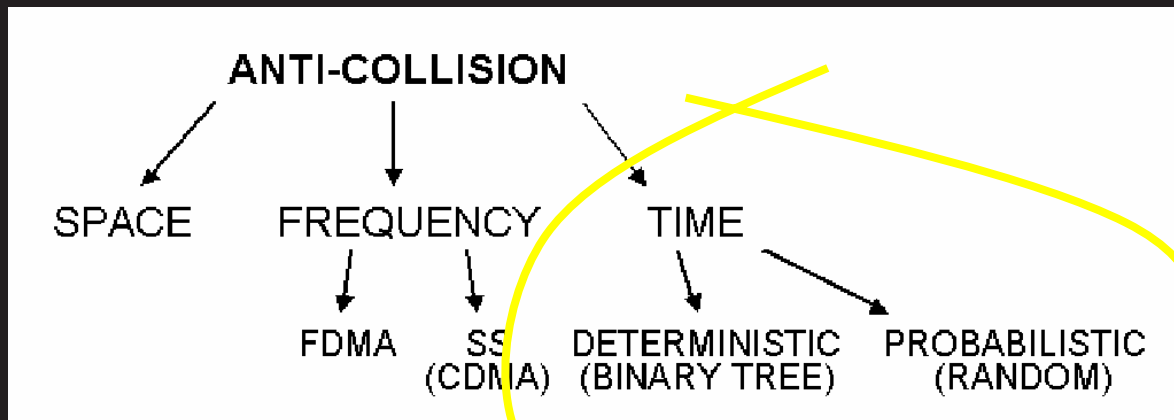 ANTI-COLLISION
SPACE FREQUENCY TIME
FDMA SS DETERMINISTIC PROBABILISTIC
(CDMA) (BINARY TREE) (RANDOM)